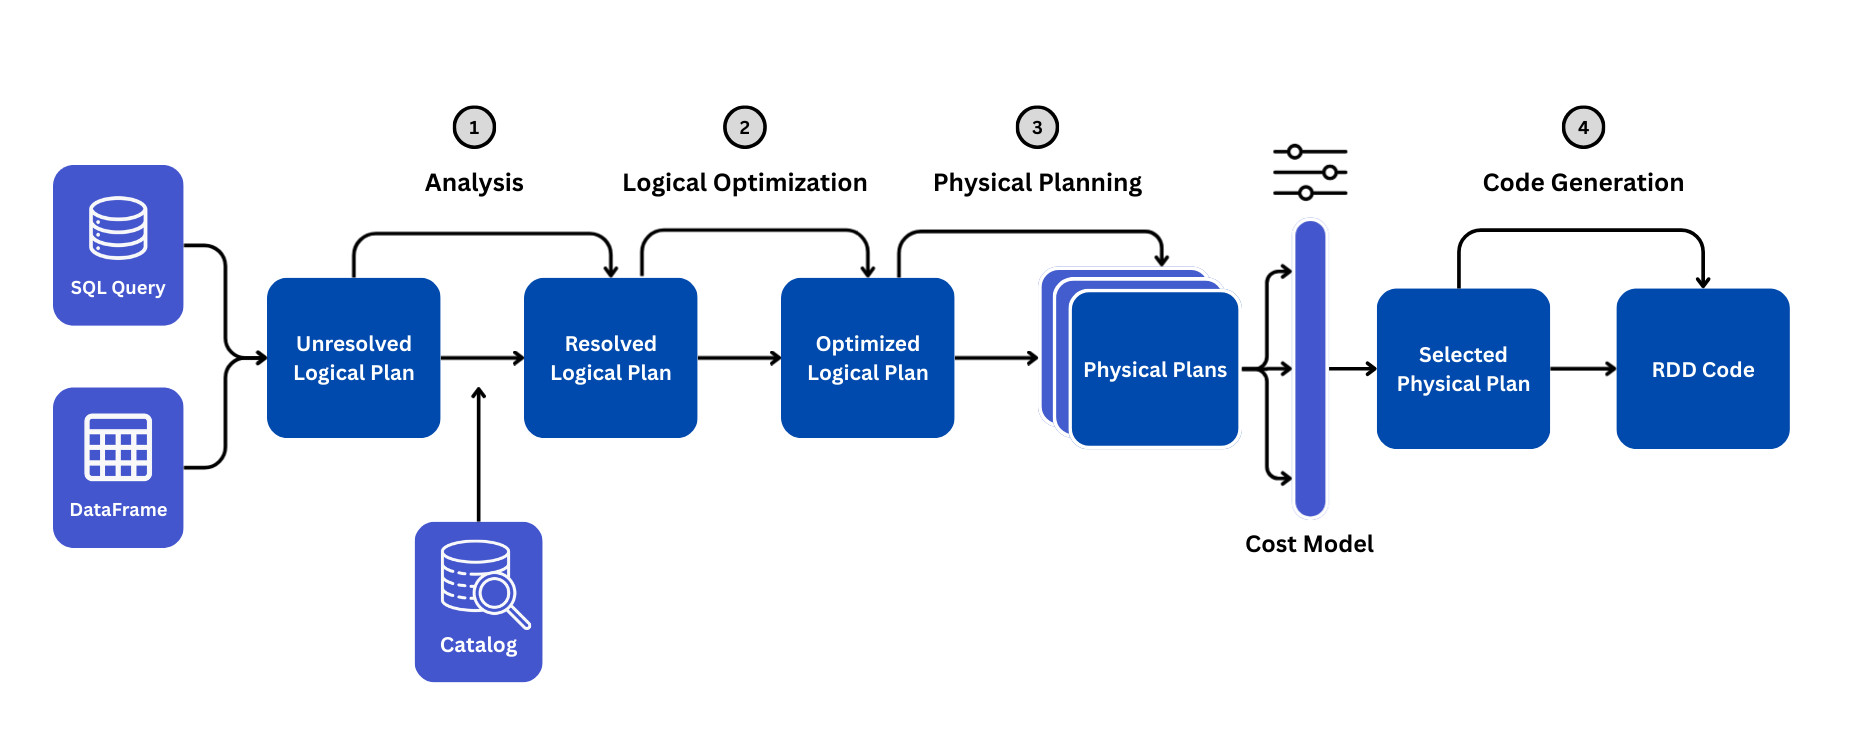 1
2
3
4
Analysis
Logical Optimization
Physical Planning
Code Generation
SQL Query
DataFrame
Unresolved
Logical Plan
Resolved
Logical Plan
Optimized
Logical Plan
Physical Plans
Selected
Physical Plan
RDD Code
Cost Model
Catalog